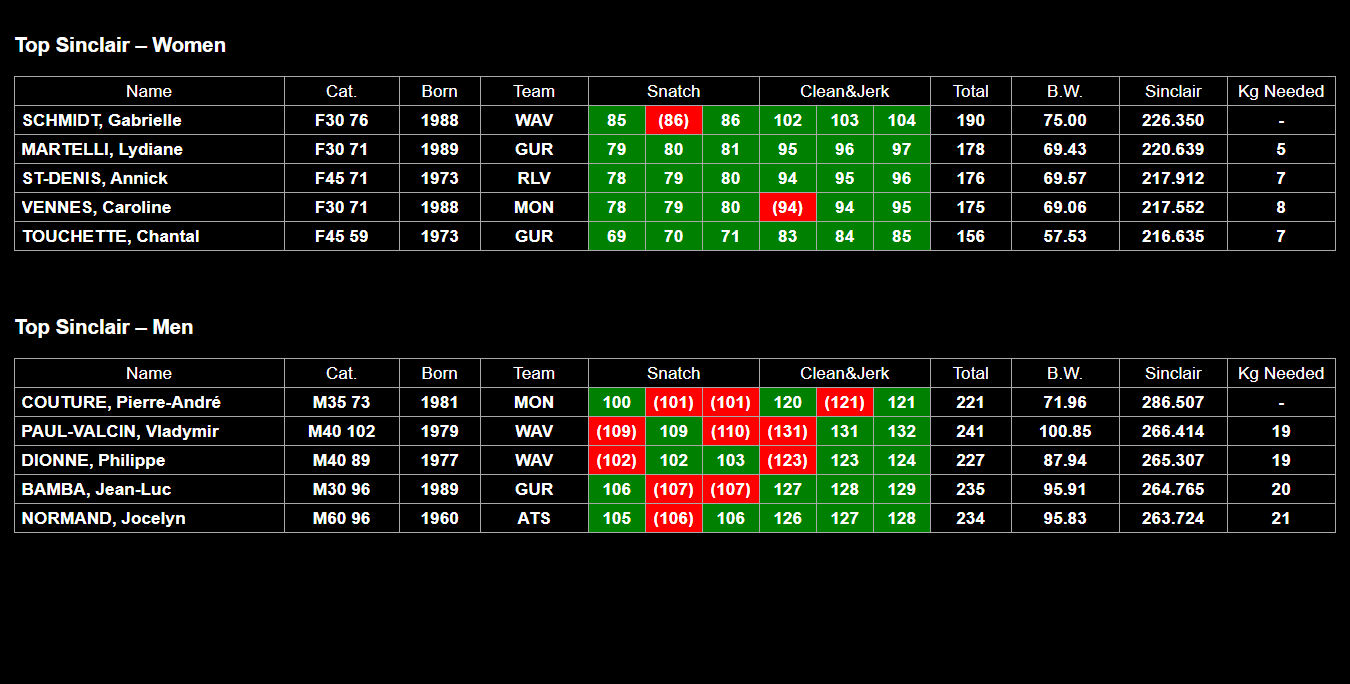 Top Sinclair – Women
Name Cat. Born Team Snatch Clean&Jerk Total B.W. Sinclair Kg Needed
SCHMIDT, Gabrielle F30 76 1988 WAV 85 (86) 86 102 103 104 190 75.00 226.350 -
MARTELLI, Lydiane F30 71 1989 GUR 79 80 81 95 96 97 178 69.43 220.639 5
ST-DENIS, Annick F45 71 1973 RLV 78 79 80 94 95 96 176 69.57 217.912 7
VENNES, Caroline F30 71 1988 MON 78 79 80 (94) 94 95 175 69.06 217.552 8
TOUCHETTE, Chantal F45 59 1973 GUR 69 70 71 83 84 85 156 57.53 216.635 7
Top Sinclair – Men
Name Cat. Born Team Snatch Clean&Jerk Total B.W. Sinclair Kg Needed
COUTURE, Pierre-André M35 73 1981 MON 100 (101) (101) 120 (121) 121 221 71.96 286.507 -
PAUL-VALCIN, Vladymir M40 102 1979 WAV (109) 109 (110) (131) 131 132 241 100.85 266.414 19
DIONNE, Philippe M40 89 1977 WAV (102) 102 103 (123) 123 124 227 87.94 265.307 19
BAMBA, Jean-Luc M30 96 1989 GUR 106 (107) (107) 127 128 129 235 95.91 264.765 20
NORMAND, Jocelyn M60 96 1960 ATS 105 (106) 106 126 127 128 234 95.83 263.724 21